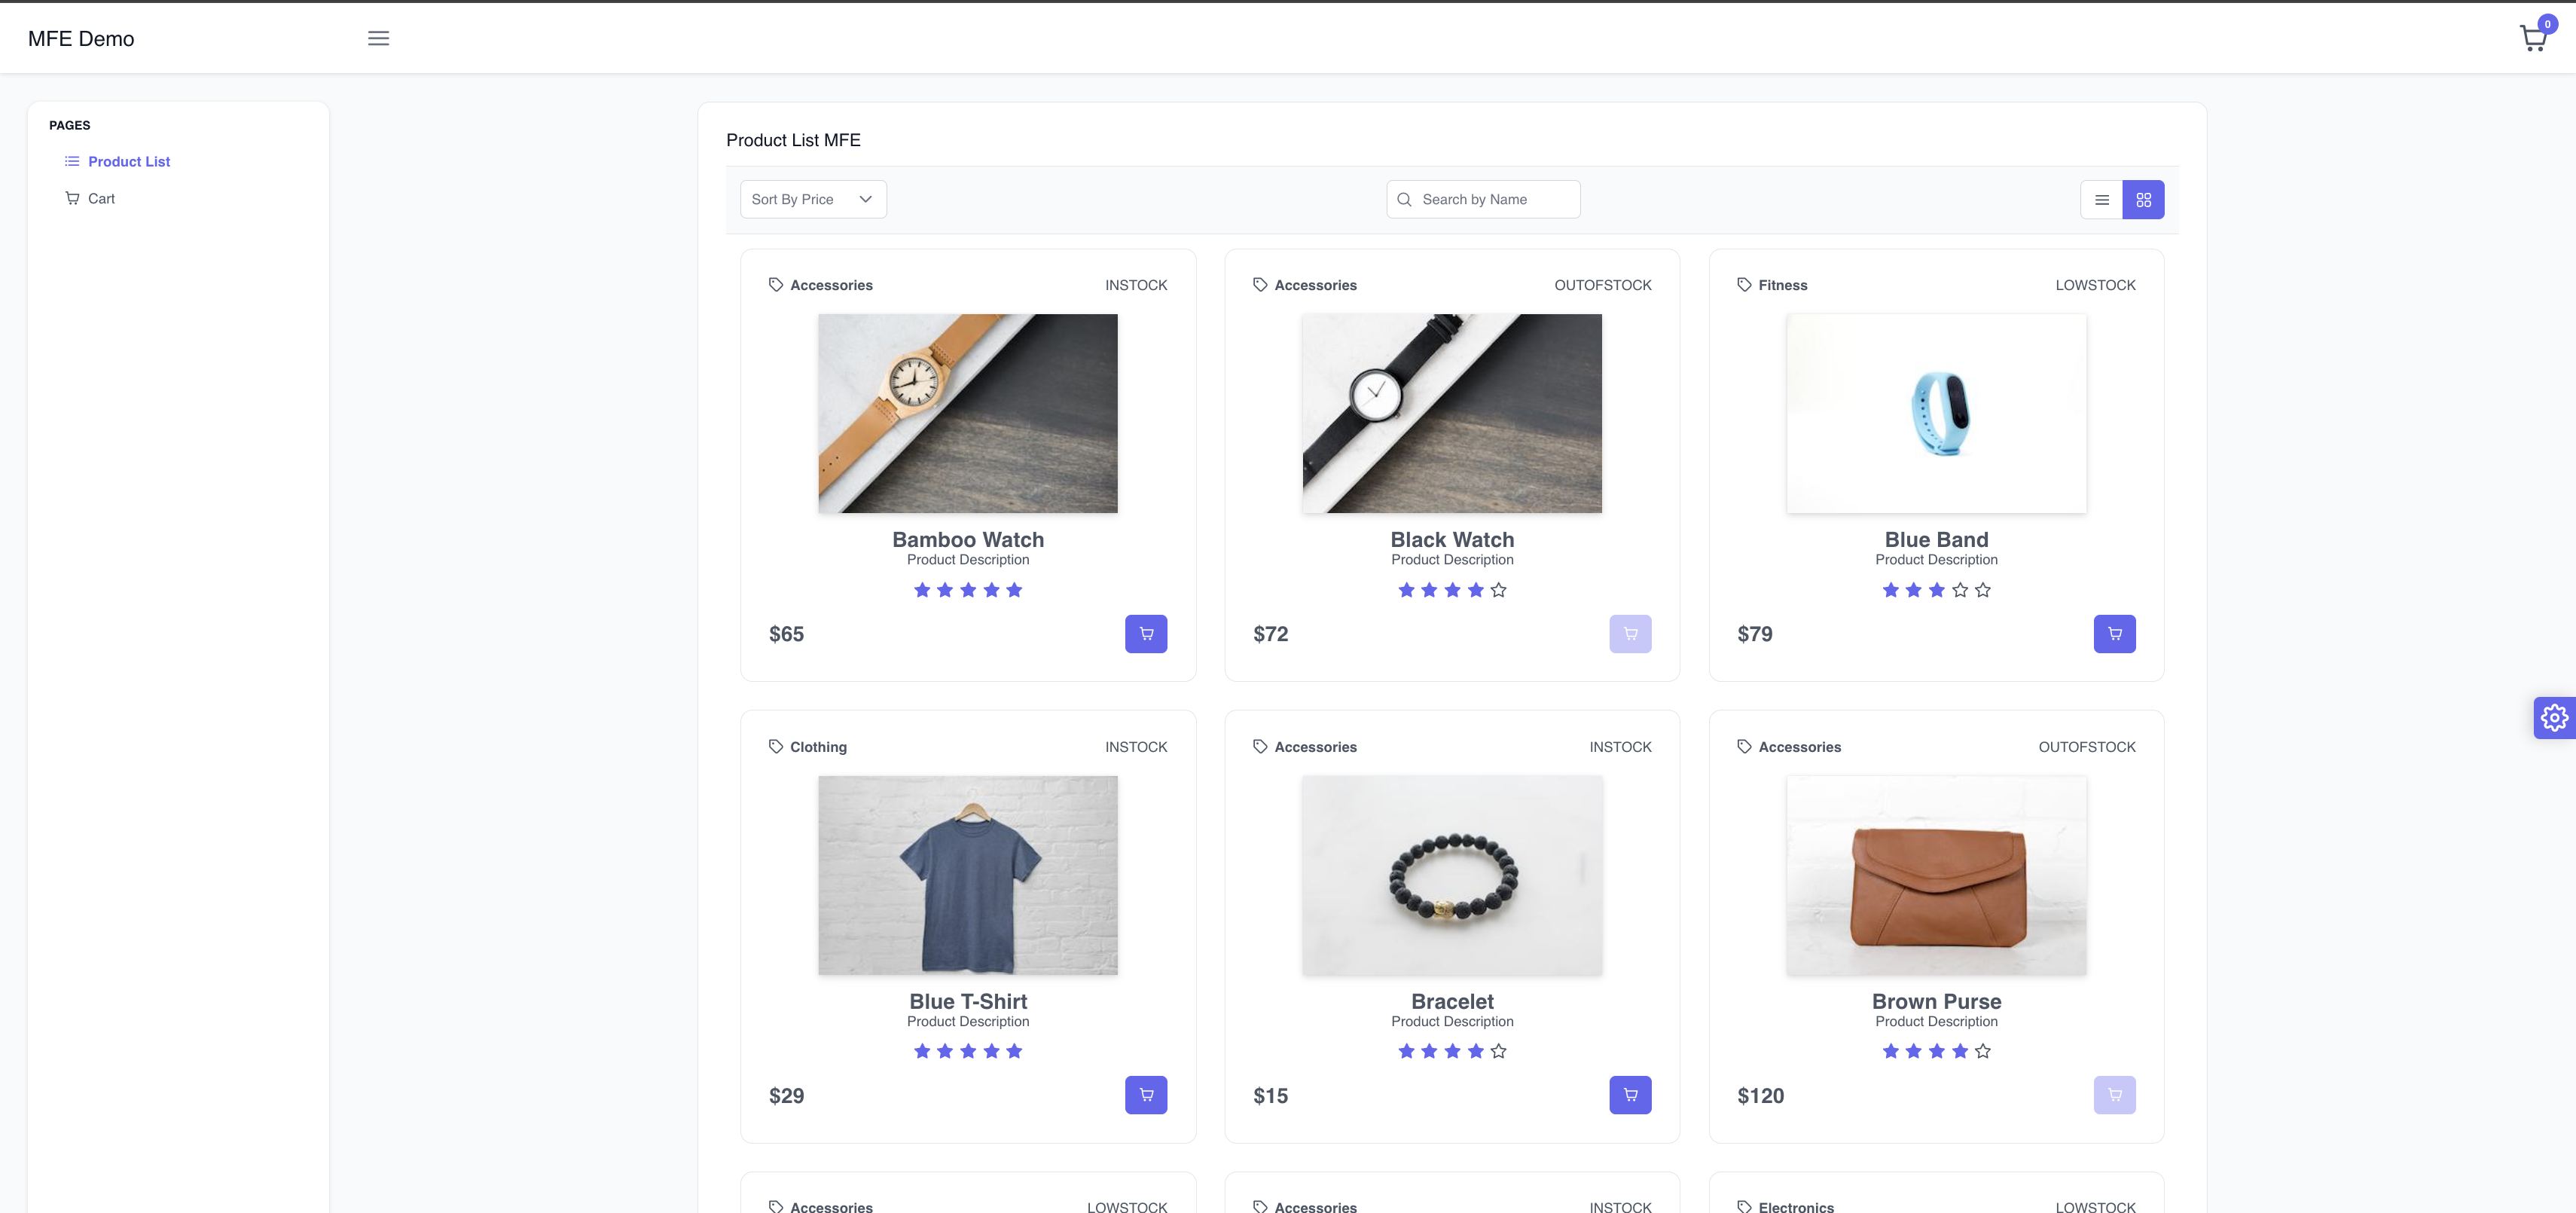 MFE Demo
0
PAGES
Product List
Cart
Product List MFE
Sort By Price
Search by Name
Accessories INSTOCK
Accessories OUTOFSTOCK
Fitness LOWSTOCK
Bamboo Watch
Product Description
$65
Black Watch
Product Description
$72
Blue Band
Product Description
$79
Clothing INSTOCK
Accessories INSTOCK
Accessories OUTOFSTOCK
Blue T-Shirt
Product Description
$29
Bracelet
Product Description
$15
Brown Purse
Product Description
$120
Accessories LOWSTOCK
Accessories INSTOCK
Electronics LOWSTOCK